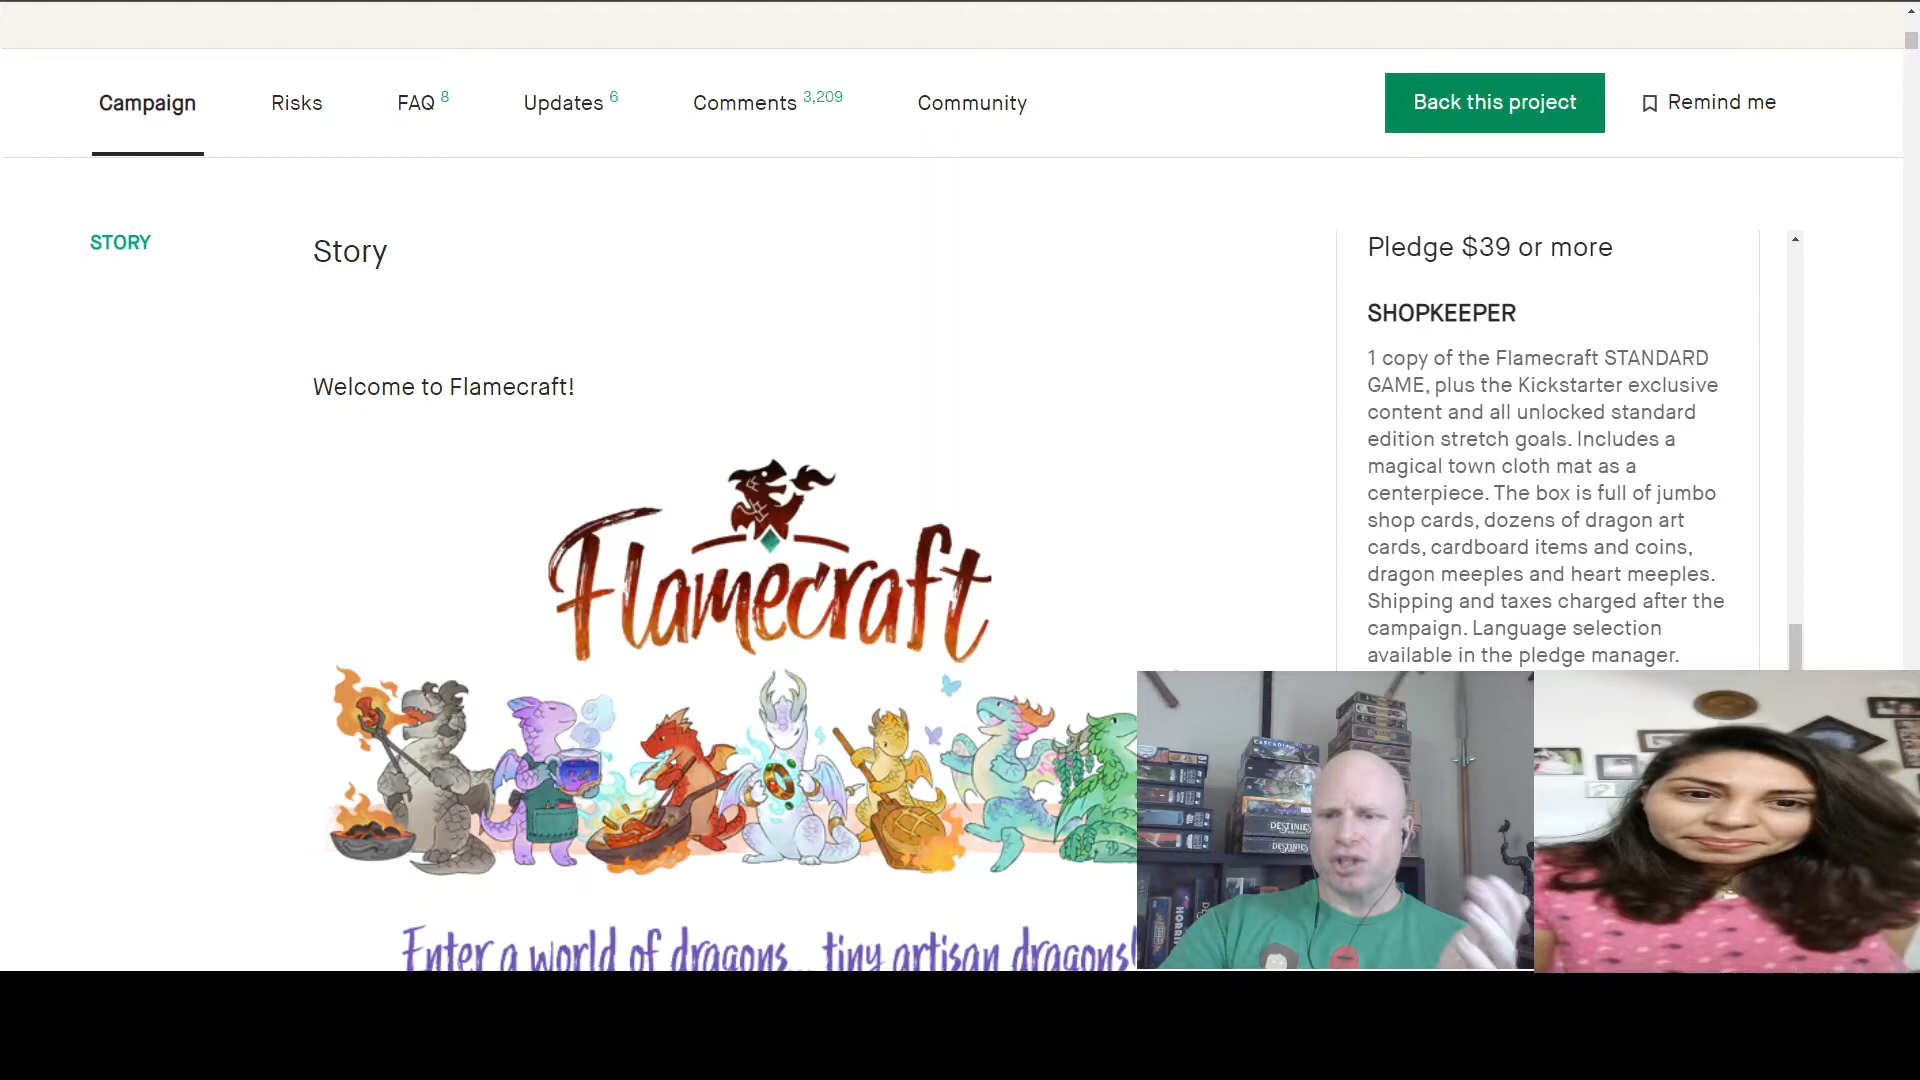 Campaign
Risks
FAQ 8
Updates 6
Comments 3,209
Community
Back this project
Remind me
STORY
Story
Welcome to Flamecraft!
Flamecraft
Enter a world of dragons... tiny artisan dragons!
Pledge $39 or more
SHOPKEEPER
1 copy of the Flamecraft STANDARD
GAME, plus the Kickstarter exclusive
content and all unlocked standard
edition stretch goals. Includes a
magical town cloth mat as a
centerpiece. The box is full of jumbo
shop cards, dozens of dragon art
cards, cardboard items and coins,
dragon meeples and heart meeples.
Shipping and taxes charged after the
campaign. Language selection
available in the pledge manager.
CASCADIA
DESTINIES
DESTINIES